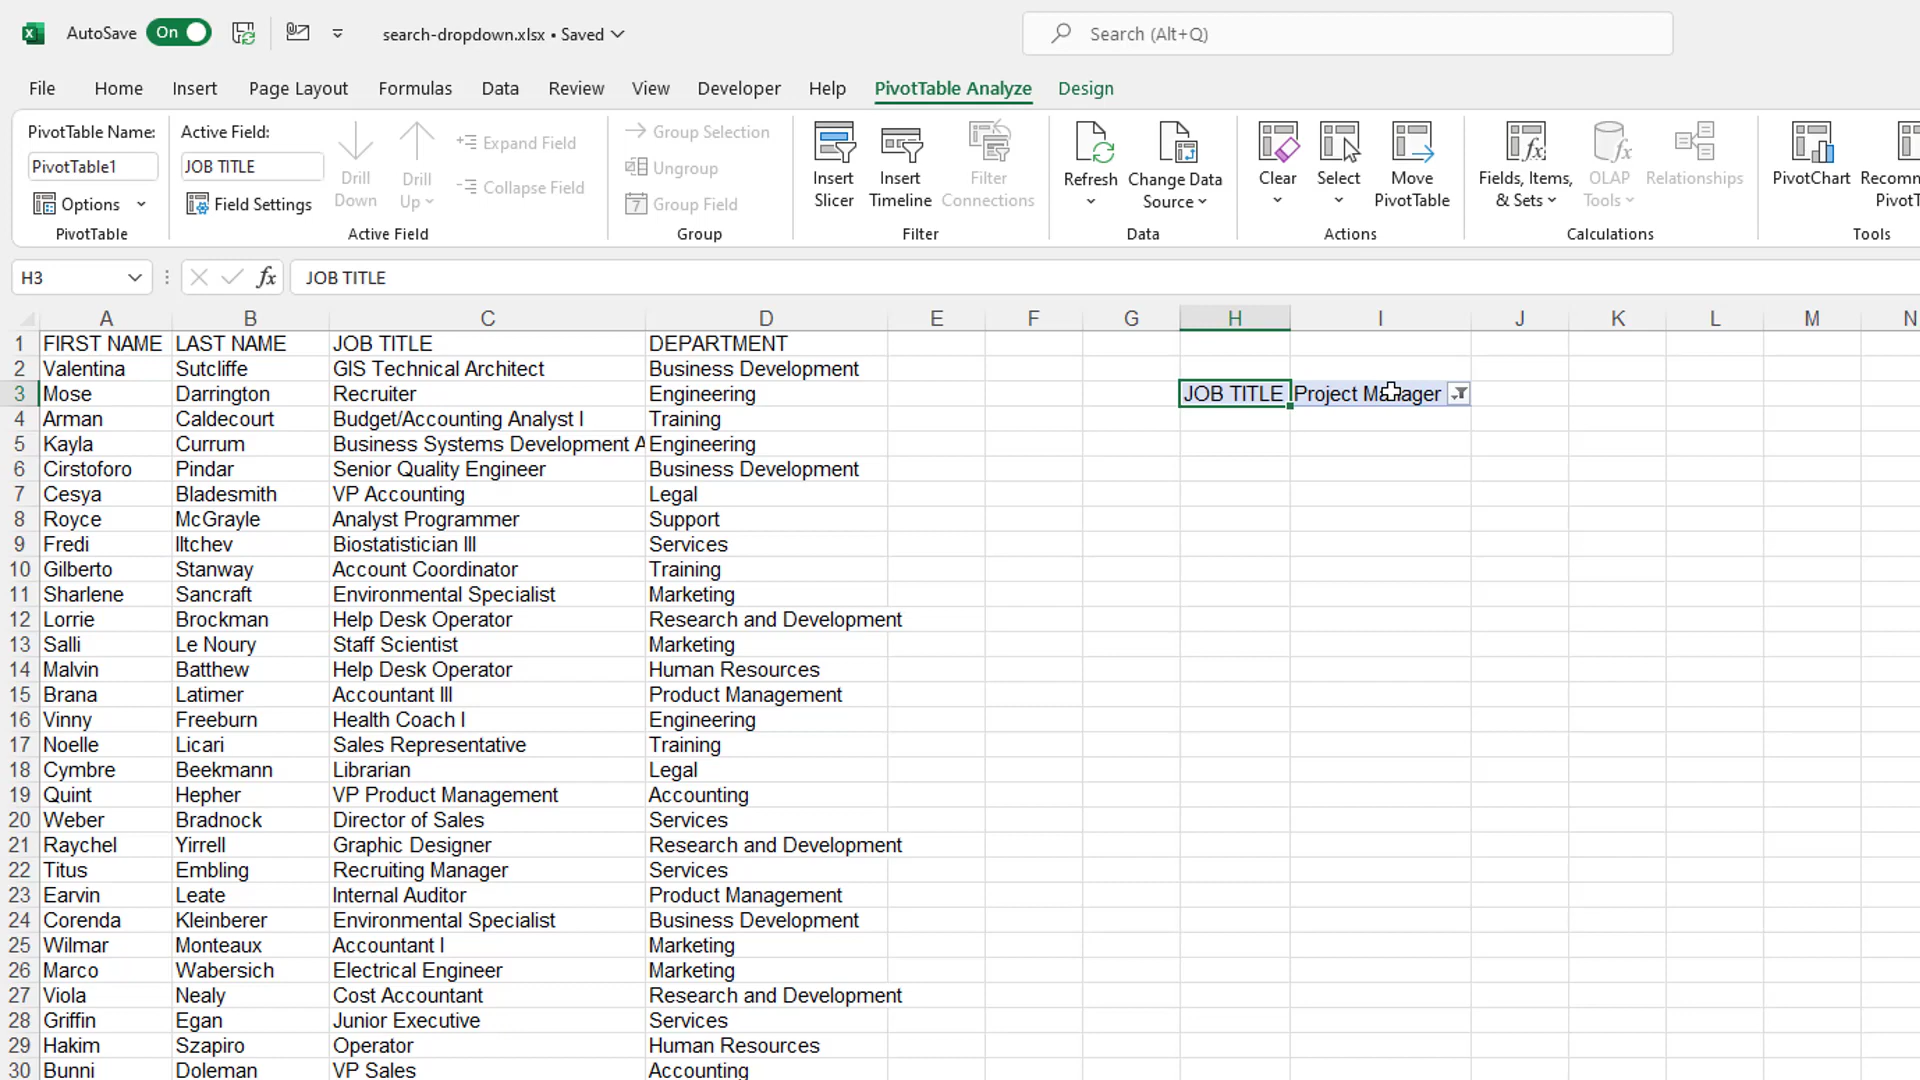 AutoSave On search-dropdown.xlsx • Saved Search (Alt+Q)
File Home Insert Page Layout Formulas Data Review View Developer Help PivotTable Analyze Design
PivotTable Name:
PivotTable1
Options
PivotTable
Active Field:
JOB TITLE
Field Settings
Drill
Down
Drill
Up
Expand Field
Collapse Field
Active Field
Group Selection
Ungroup
Group Field
Group
Insert
Slicer
Insert
Timeline
Filter
Connections
Filter
Refresh
Change Data
Source
Data
Clear
Select
Move
PivotTable
Actions
Fields, Items,
& Sets
OLAP
Tools
Relationships
Calculations
PivotChart
Recomm
PivotT
Tools
H3 fx JOB TITLE
A B C D E F G H I J K L M N
1 FIRST NAME LAST NAME JOB TITLE DEPARTMENT
2 Valentina Sutcliffe GIS Technical Architect Business Development
3 Mose Darrington Recruiter Engineering JOB TITLE Project Manager
4 Arman Caldecourt Budget/Accounting Analyst I Training
5 Kayla Currum Business Systems Development A Engineering
6 Cirstoforo Pindar Senior Quality Engineer Business Development
7 Cesya Bladesmith VP Accounting Legal
8 Royce McGrayle Analyst Programmer Support
9 Fredi Iltchev Biostatistician III Services
10 Gilberto Stanway Account Coordinator Training
11 Sharlene Sancraft Environmental Specialist Marketing
12 Lorrie Brockman Help Desk Operator Research and Development
13 Salli Le Noury Staff Scientist Marketing
14 Malvin Batthew Help Desk Operator Human Resources
15 Brana Latimer Accountant III Product Management
16 Vinny Freeburn Health Coach I Engineering
17 Noelle Licari Sales Representative Training
18 Cymbre Beekmann Librarian Legal
19 Quint Hepher VP Product Management Accounting
20 Weber Bradnock Director of Sales Services
21 Raychel Yirrell Graphic Designer Research and Development
22 Titus Embling Recruiting Manager Services
23 Earvin Leate Internal Auditor Product Management
24 Corenda Kleinberer Environmental Specialist Business Development
25 Wilmar Monteaux Accountant I Marketing
26 Marco Wabersich Electrical Engineer Marketing
27 Viola Nealy Cost Accountant Research and Development
28 Griffin Egan Junior Executive Services
29 Hakim Szapiro Operator Human Resources
30 Bunni Doleman VP Sales Accounting